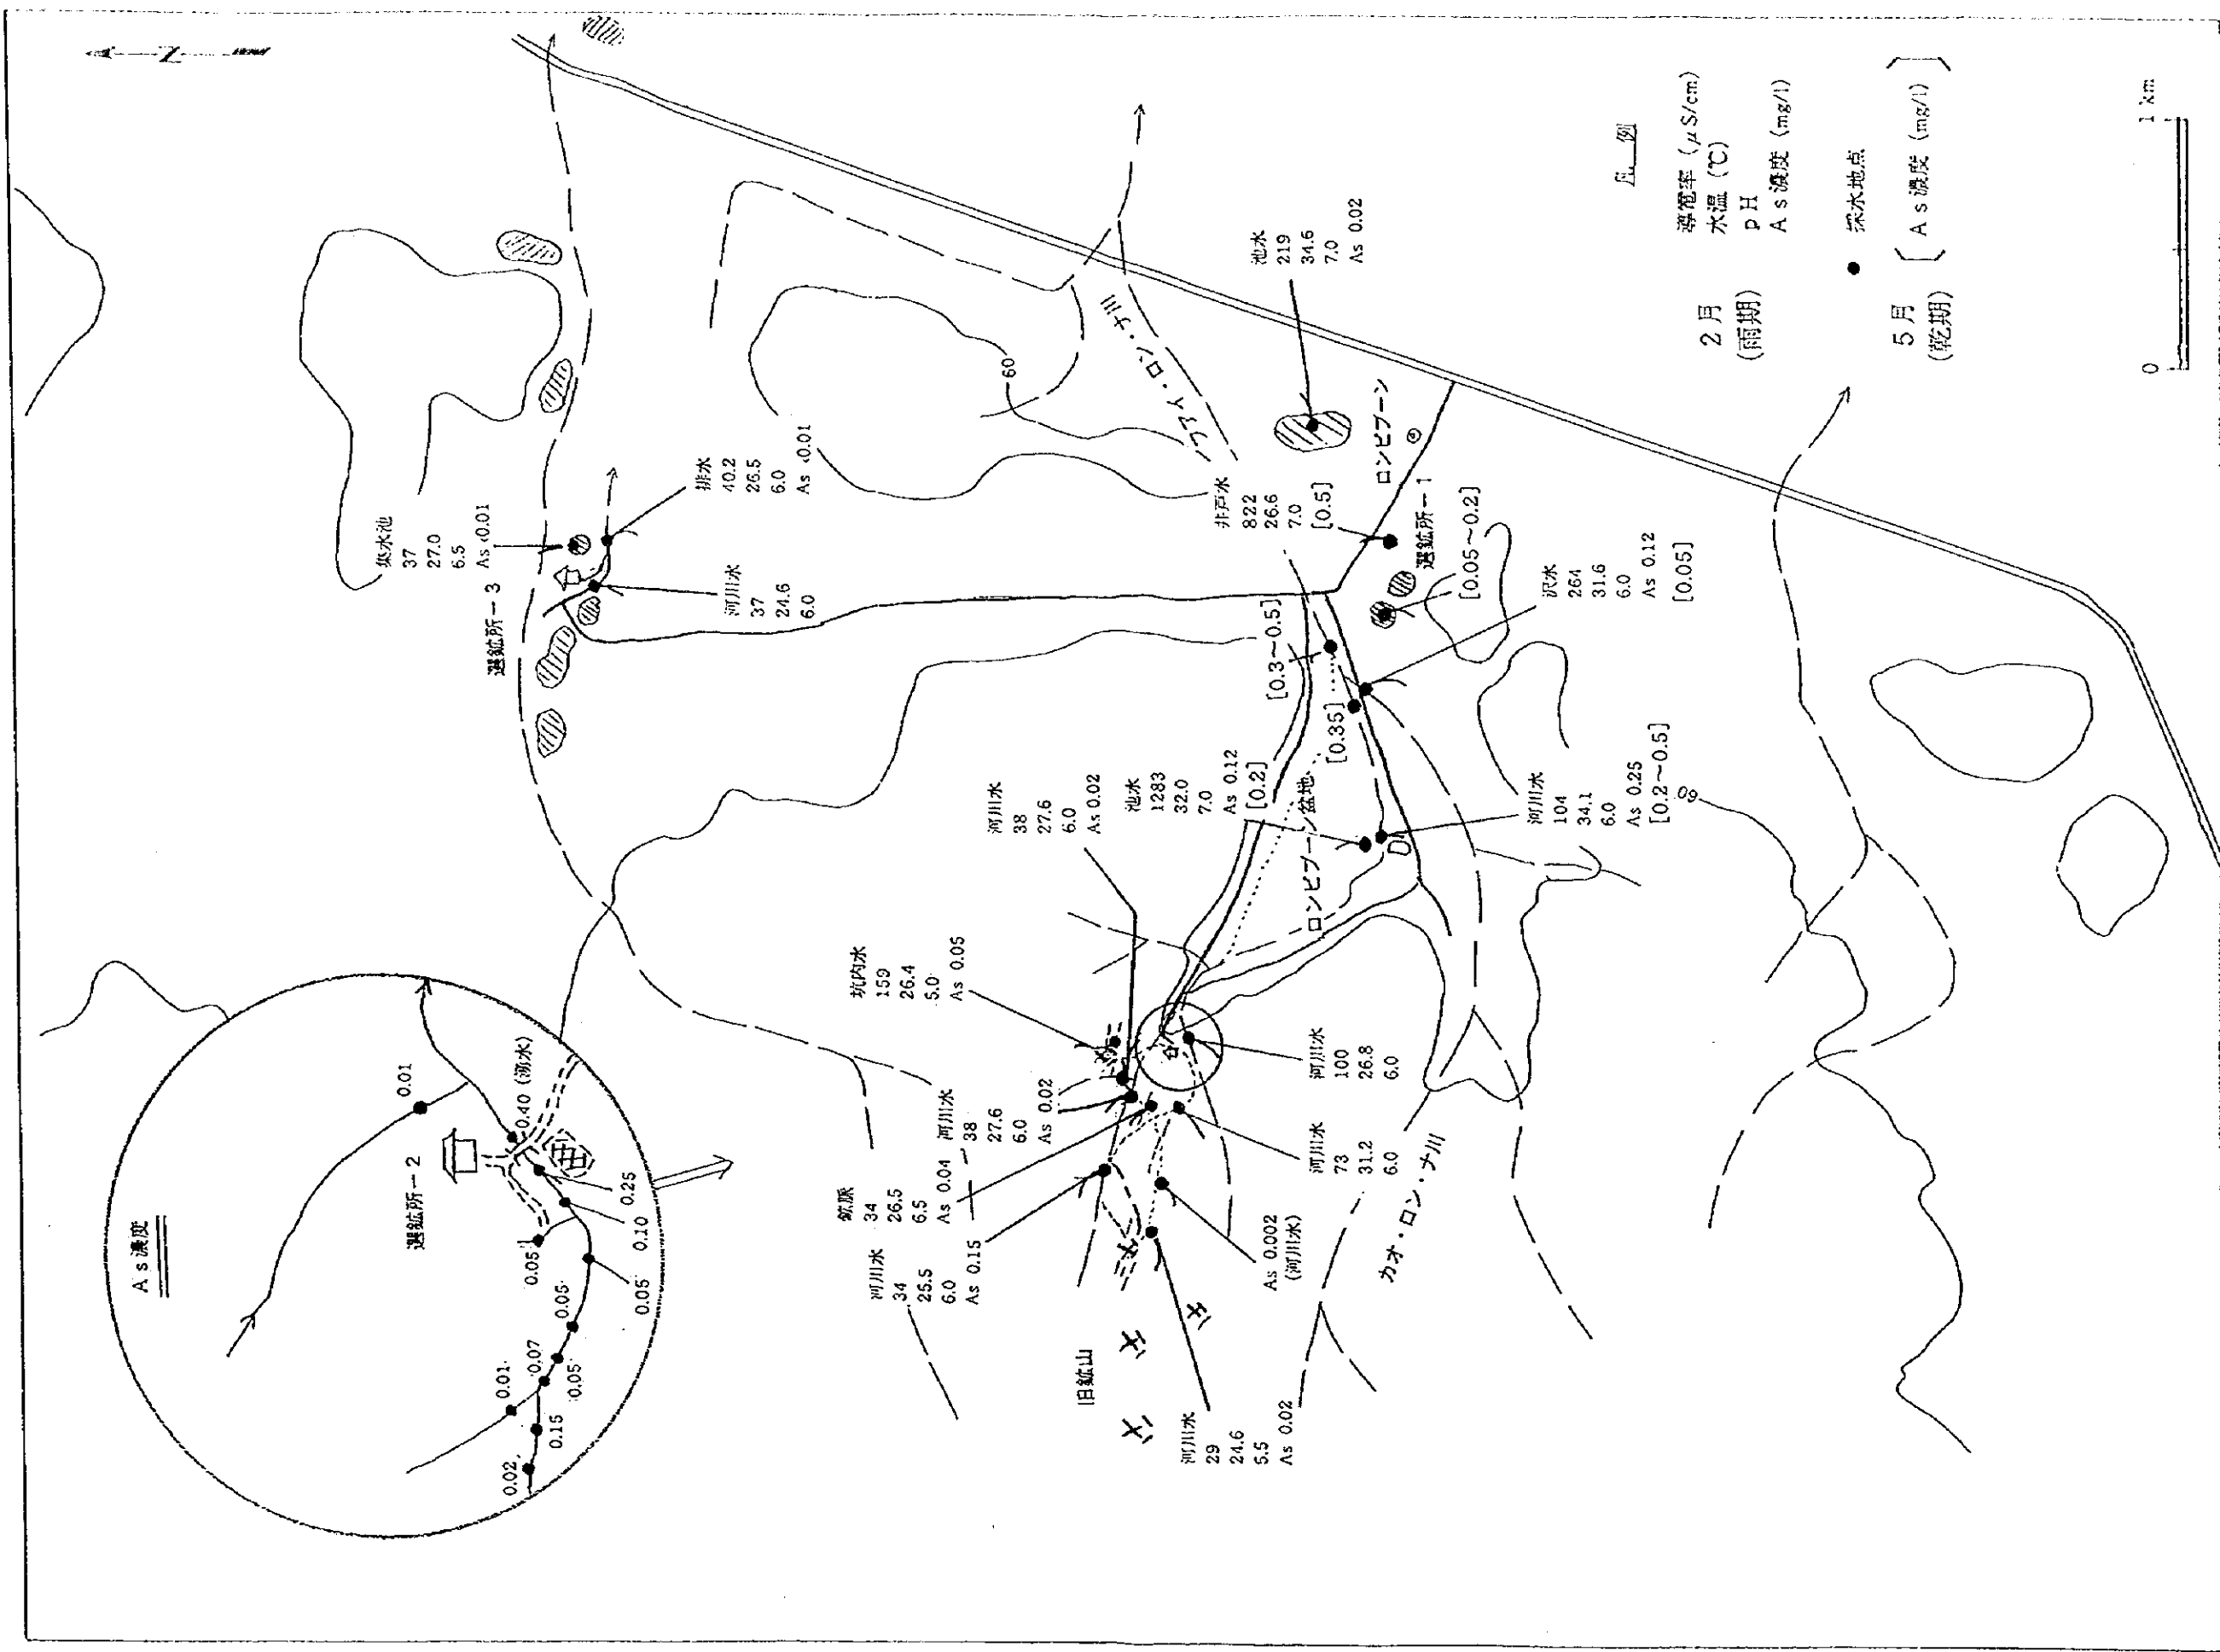 N
As濃度
選鉱所-2
0.01
0.40 (湧水)
0.25
0.10
0.05
0.05
0.05
0.05
0.07
0.01
0.15
0.02
選鉱所-3
集水池
37
27.0
6.5
As <0.01
排水
40.2
26.5
6.0
As <0.01
河川水
37
24.6
6.0
60
ファイ・ロン・ナ川
池水
219
34.6
7.0
As 0.02
ロンピブーン
井戸水
822
26.6
7.0
[0.5]
選鉱所-1
[0.05~0.2]
沢水
264
31.6
6.0
As 0.12
[0.05]
[0.3~0.5]
[0.35]
ロンピブーン盆地
池水
1283
32.0
7.0
As 0.12
[0.2]
河川水
104
34.1
6.0
As 0.25
[0.2~0.5]
60
河川水
38
27.6
6.0
As 0.02
坑内水
159
26.4
5.0
As 0.05
河川水
38
27.6
6.0
As 0.02
鉱脈
34
26.5
6.5
As 0.04
河川水
34
25.5
6.0
As 0.15
河川水
100
26.8
6.0
河川水
73
31.2
6.0
As 0.002
(河川水)
旧鉱山
河川水
29
24.6
5.5
As 0.02
カオ・ロン・ナ川
凡例
2月
(雨期)
導電率 (μS/cm)
水温 (℃)
pH
As濃度 (mg/l)
● 採水地点
5月
(乾期)
[As濃度 (mg/l)]
0 1 km